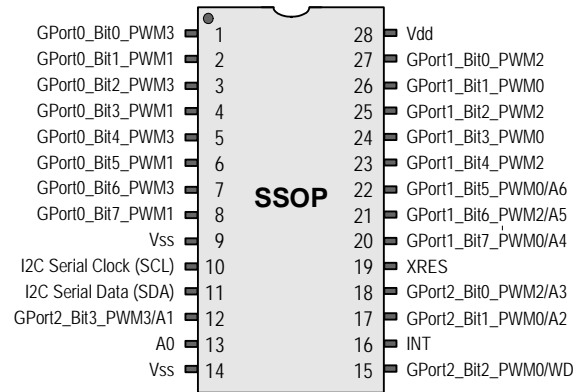 GPort0_Bit0_PWM3 1 28 Vdd
GPort0_Bit1_PWM1 2 27 GPort1_Bit0_PWM2
GPort0_Bit2_PWM3 3 26 GPort1_Bit1_PWM0
GPort0_Bit3_PWM1 4 25 GPort1_Bit2_PWM2
GPort0_Bit4_PWM3 5 24 GPort1_Bit3_PWM0
GPort0_Bit5_PWM1 6 23 GPort1_Bit4_PWM2
GPort0_Bit6_PWM3 7 SSOP 22 GPort1_Bit5_PWM0/A6
GPort0_Bit7_PWM1 8 21 GPort1_Bit6_PWM2/A5
Vss 9 20 GPort1_Bit7_PWM0/A4
I2C Serial Clock (SCL) 10 19 XRES
I2C Serial Data (SDA) 11 18 GPort2_Bit0_PWM2/A3
GPort2_Bit3_PWM3/A1 12 17 GPort2_Bit1_PWM0/A2
A0 13 16 INT
Vss 14 15 GPort2_Bit2_PWM0/WD